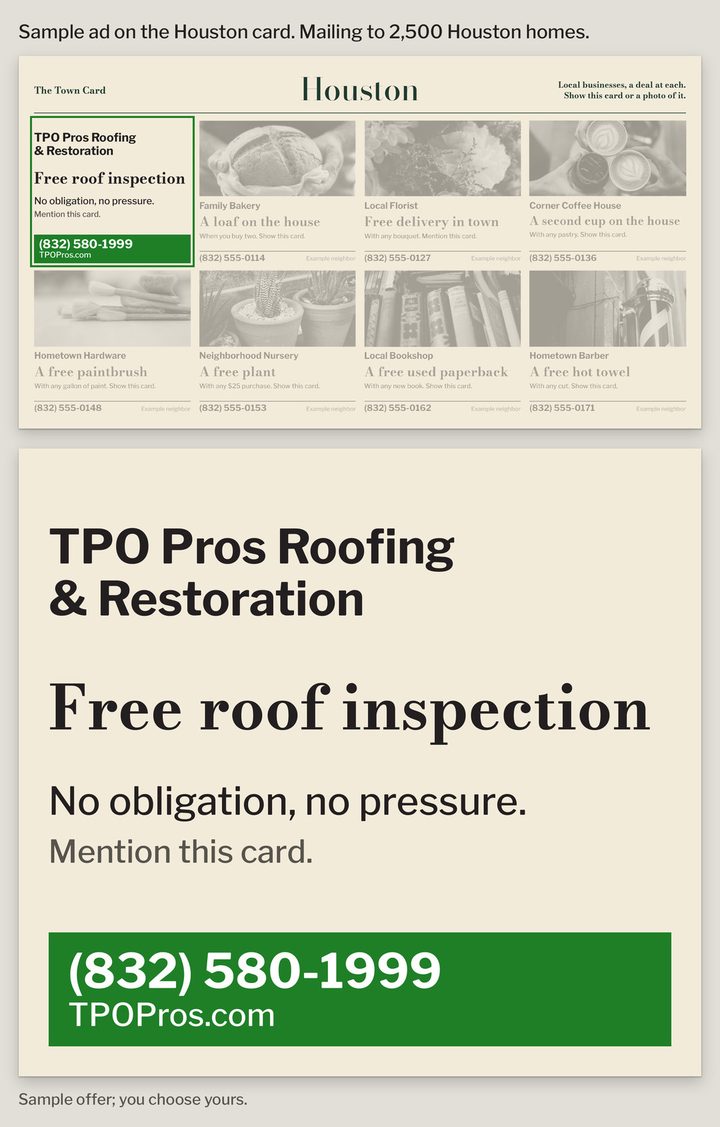 Sample ad on the Houston card. Mailing to 2,500 Houston homes.
The Town Card
Houston
Local businesses, a deal at each.
Show this card or a photo of it.
TPO Pros Roofing
& Restoration
Free roof inspection
No obligation, no pressure.
Mention this card.
(832) 580-1999
TPOPros.com
Family Bakery
A loaf on the house
When you buy two. Show this card.
(832) 555-0114
Example neighbor
Local Florist
Free delivery in town
With any bouquet. Mention this card.
(832) 555-0127
Example neighbor
Corner Coffee House
A second cup on the house
With any pastry. Show this card.
(832) 555-0136
Example neighbor
Hometown Hardware
A free paintbrush
With any gallon of paint. Show this card.
(832) 555-0148
Example neighbor
Neighborhood Nursery
A free plant
With any $25 purchase. Show this card.
(832) 555-0153
Example neighbor
Local Bookshop
A free used paperback
With any new book. Show this card.
(832) 555-0162
Example neighbor
Hometown Barber
A free hot towel
With any cut. Show this card.
(832) 555-0171
Example neighbor
TPO Pros Roofing
& Restoration
Free roof inspection
No obligation, no pressure.
Mention this card.
(832) 580-1999
TPOPros.com
Sample offer; you choose yours.